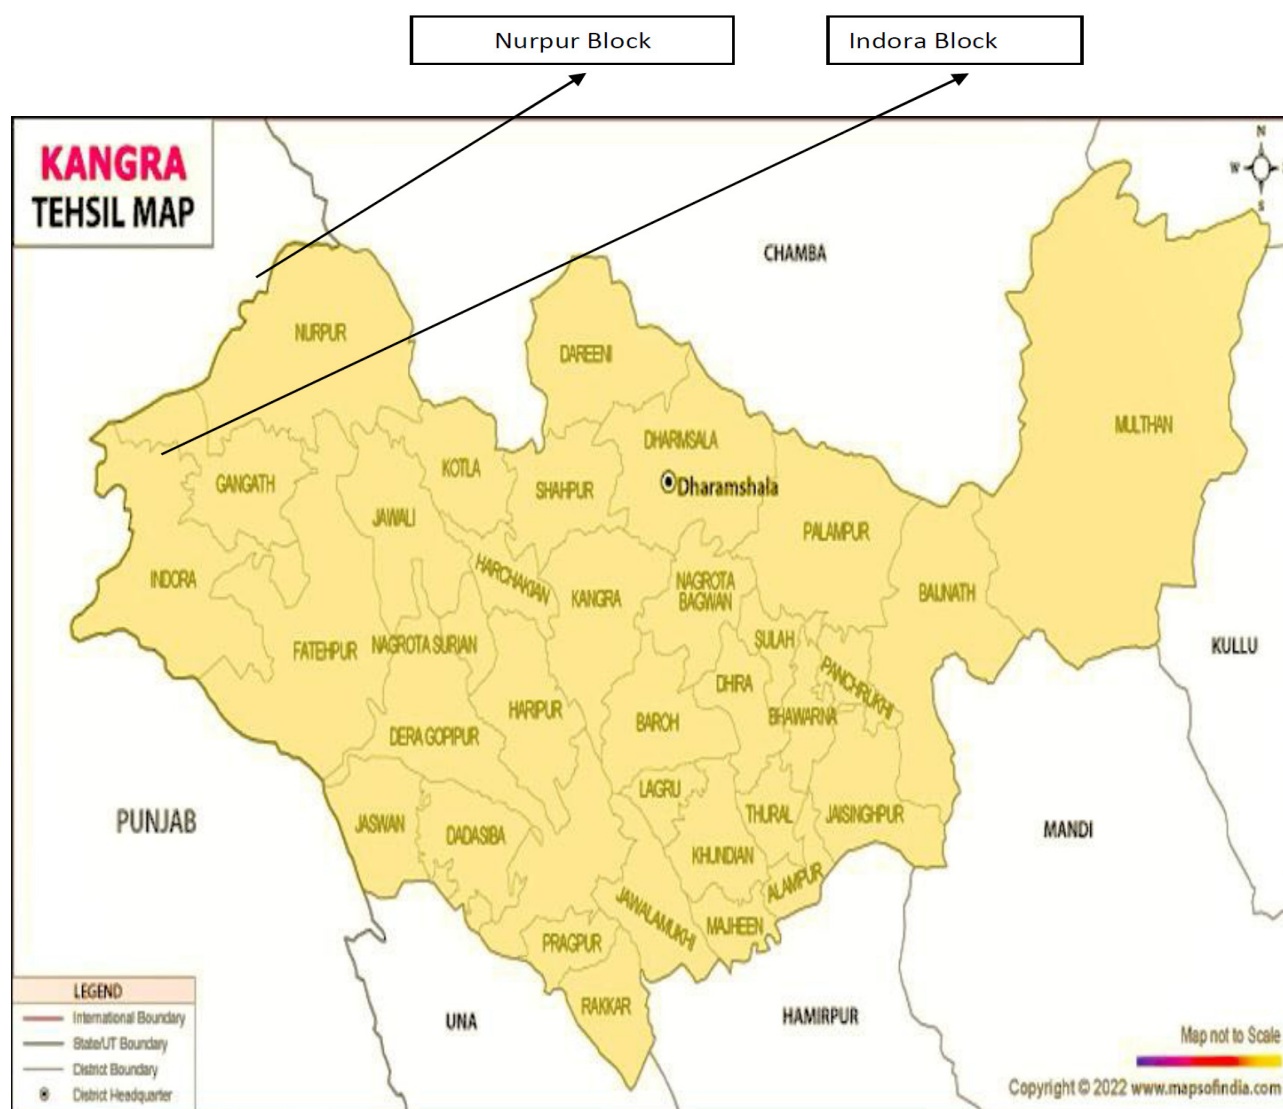 Nurpur Block
Indora Block
KANGRA
TEHSIL MAP
N
W
S
CHAMBA
NURPUR
DAREENI
MULTHAN
DHARMSALA
KOTLA
GANGATH
SHAHPUR
Dharamshala
JAWALI
PALAMPUR
INDORA
HARCHAKIAN
KANGRA
NAGROTA
BAGWAN
BAIJNATH
FATEHPUR
NAGROTA SURIAN
SULAH
KULLU
PANCHRUKHI
DHIRA
HARIPUR
BAROH
BHAWARNA
DERA GOPIPUR
LAGRU
PUNJAB
JASWAN
DADASIBA
THURAL
JAISINGHPUR
MANDI
KHUNDIAN
ALAMPUR
JAWALAMUKHI
MAJHEEN
PRAGPUR
RAKKAR
UNA
HAMIRPUR
LEGEND
International Boundary
State/UT Boundary
District Boundary
District Headquarter
Map not to Scale
Copyright © 2022 www.mapsofindia.com